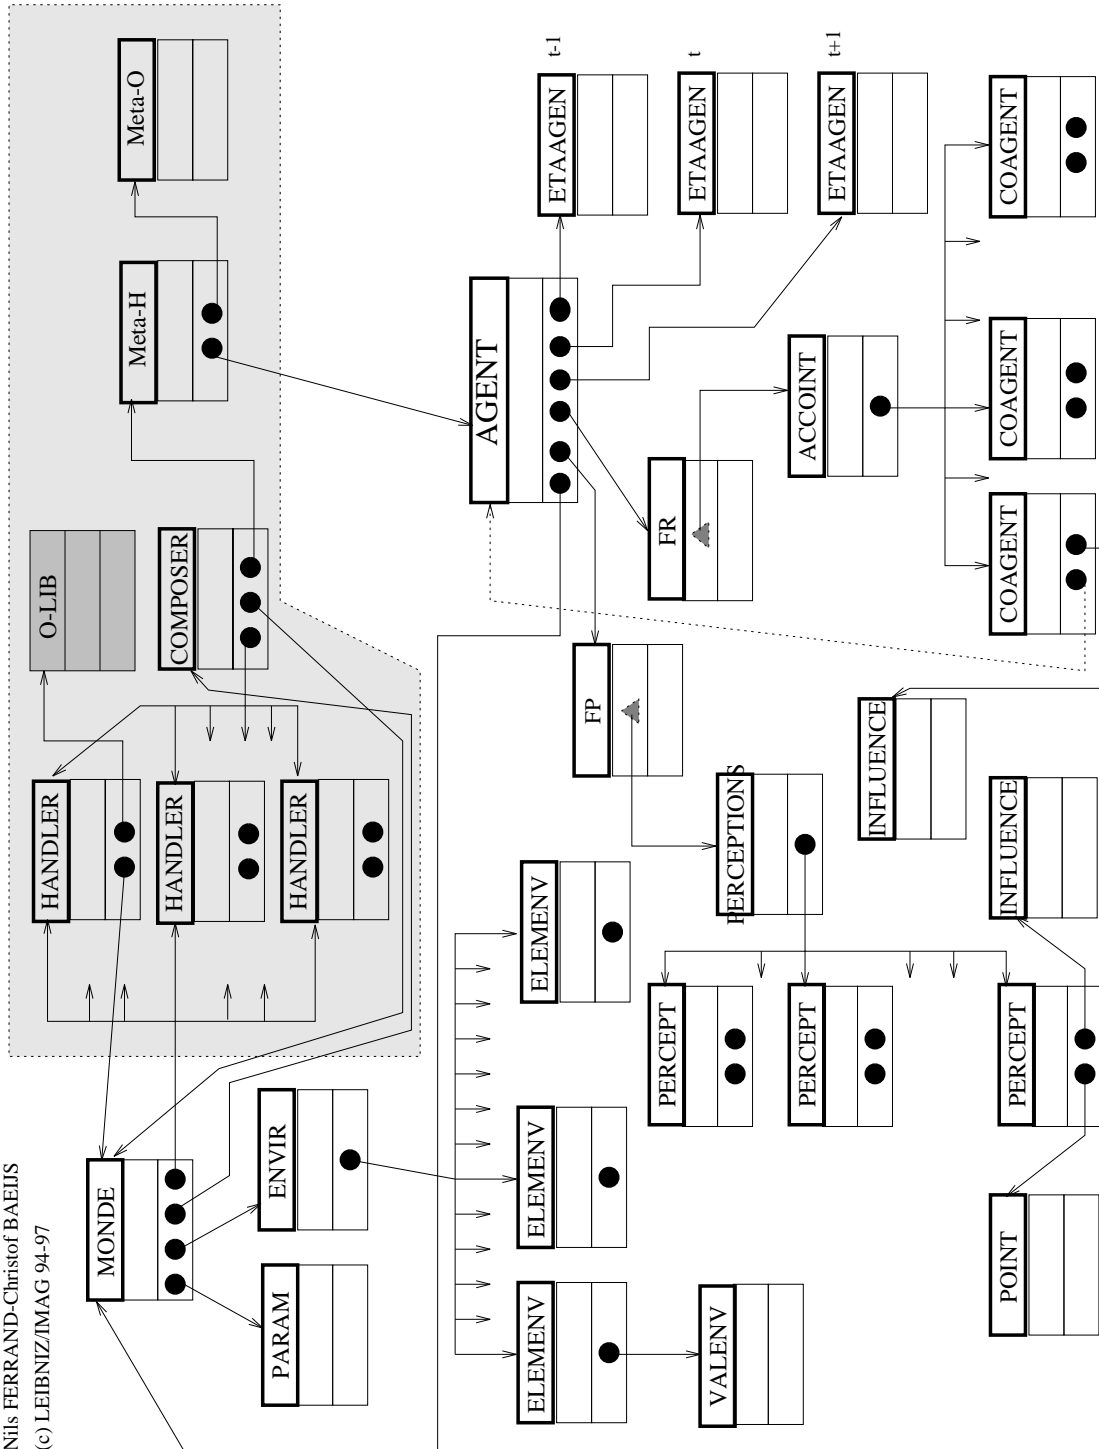 Nils FERRAND-Christof BAEIJS
(c) LEIBNIZ/IMAG 94-97
MONDE
PARAM
ENVIR
HANDLER
HANDLER
HANDLER
O-LIB
COMPOSER
Meta-H
Meta-O
AGENT
ETAAGEN
t-1
ETAAGEN
t
ETAAGEN
t+1
FR
FP
ACCOINT
COAGENT
COAGENT
COAGENT
PERCEPTIONS
INFLUENCE
INFLUENCE
ELEMENV
ELEMENV
ELEMENV
VALENV
PERCEPT
PERCEPT
PERCEPT
POINT